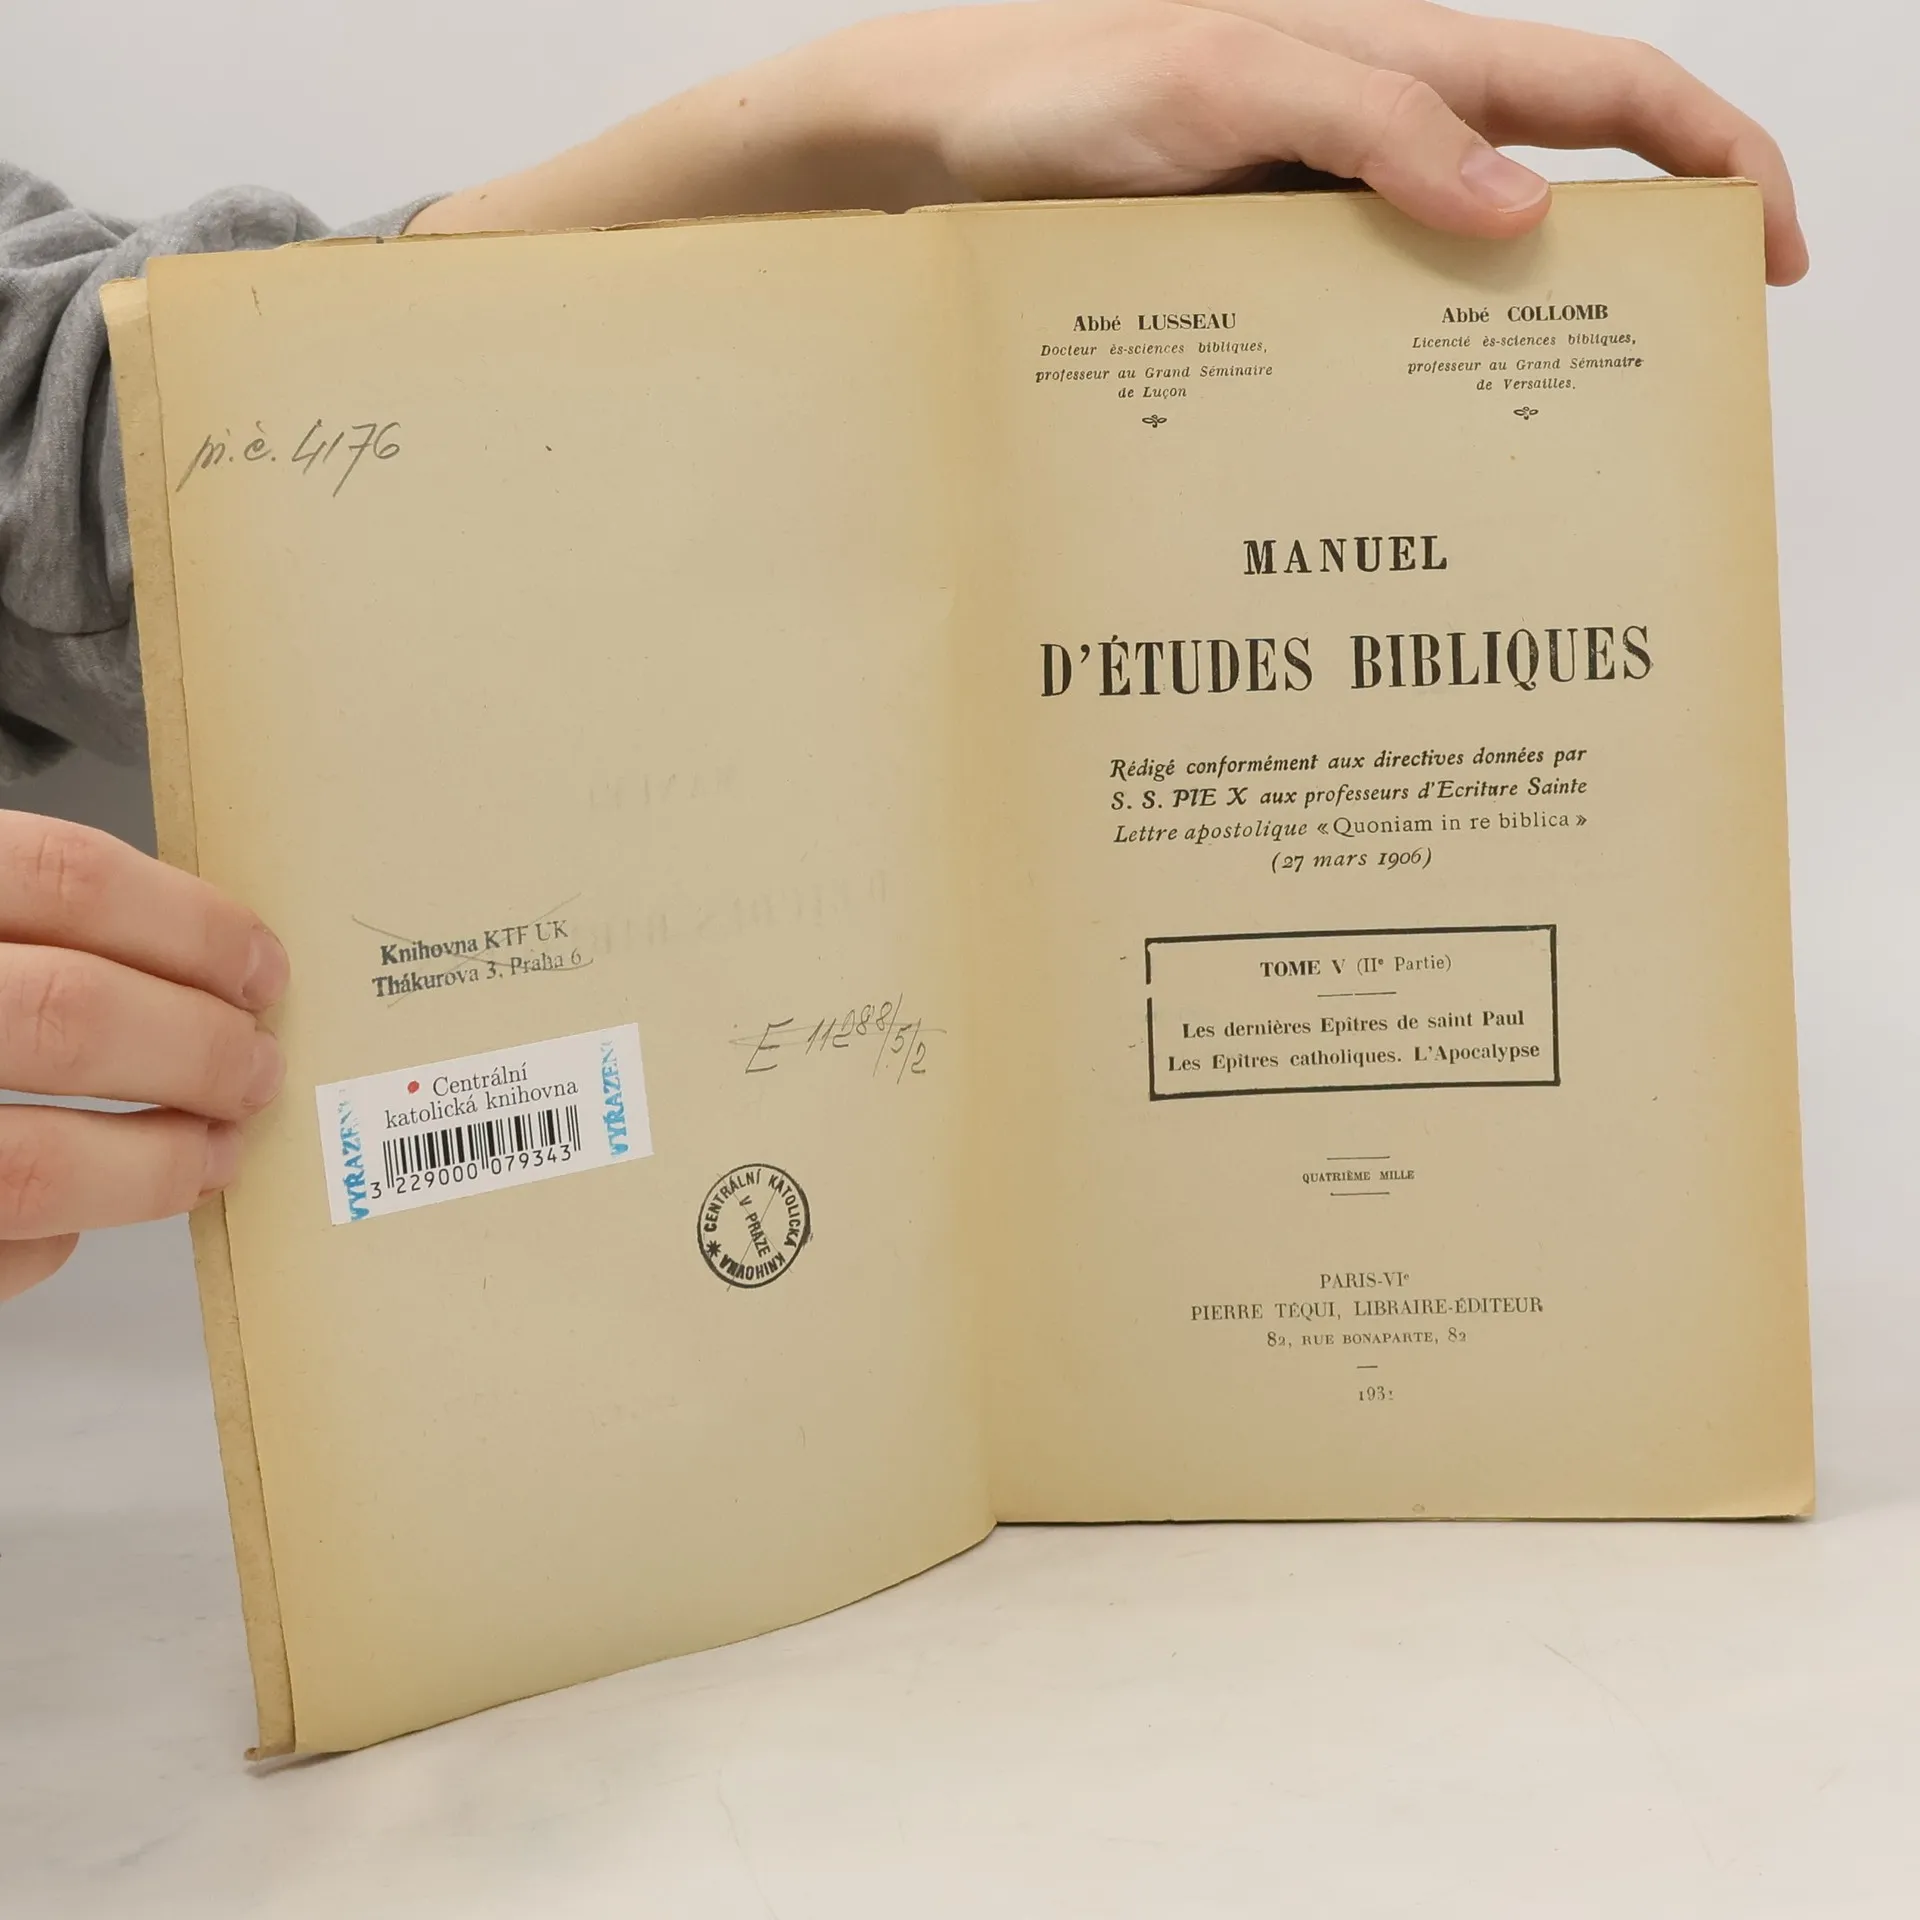 p.č. 4176
Knihovna KTF UK
Thákurova 3, Praha 6
E 11288/5/2
Centrální
katolická knihovna
VYŘAZENO
VYŘAZENO
3 229000 079343
CENTRÁLNÍ KATOLICKÁ KNIHOVNA
V PRAZE
Abbé LUSSEAU
Docteur ès-sciences bibliques,
professeur au Grand Séminaire
de Luçon
Abbé COLLOMB
Licencié ès-sciences bibliques,
professeur au Grand Séminaire
de Versailles.
MANUEL
D'ÉTUDES BIBLIQUES
Rédigé conformément aux directives données par
S. S. PIE X aux professeurs d'Ecriture Sainte
Lettre apostolique « Quoniam in re biblica »
(27 mars 1906)
TOME V (IIe Partie)
Les dernières Epîtres de saint Paul
Les Epîtres catholiques. L'Apocalypse
QUATRIÈME MILLE
PARIS-VIe
PIERRE TÉQUI, LIBRAIRE-ÉDITEUR
82, RUE BONAPARTE, 82